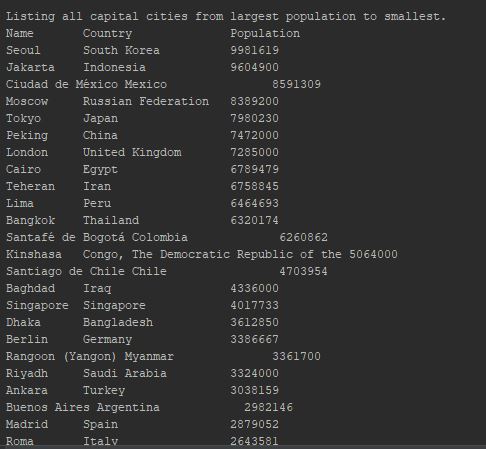 Listing all capital cities from largest population to smallest.
Name Country Population
Seoul South Korea 9981619
Jakarta Indonesia 9604900
Ciudad de México Mexico 8591309
Moscow Russian Federation 8389200
Tokyo Japan 7980230
Peking China 7472000
London United Kingdom 7285000
Cairo Egypt 6789479
Teheran Iran 6758845
Lima Peru 6464693
Bangkok Thailand 6320174
Santafé de Bogotá Colombia 6260862
Kinshasa Congo, The Democratic Republic of the 5064000
Santiago de Chile Chile 4703954
Baghdad Iraq 4336000
Singapore Singapore 4017733
Dhaka Bangladesh 3612850
Berlin Germany 3386667
Rangoon (Yangon) Myanmar 3361700
Riyadh Saudi Arabia 3324000
Ankara Turkey 3038159
Buenos Aires Argentina 2982146
Madrid Spain 2879052
Roma Italy 2643581